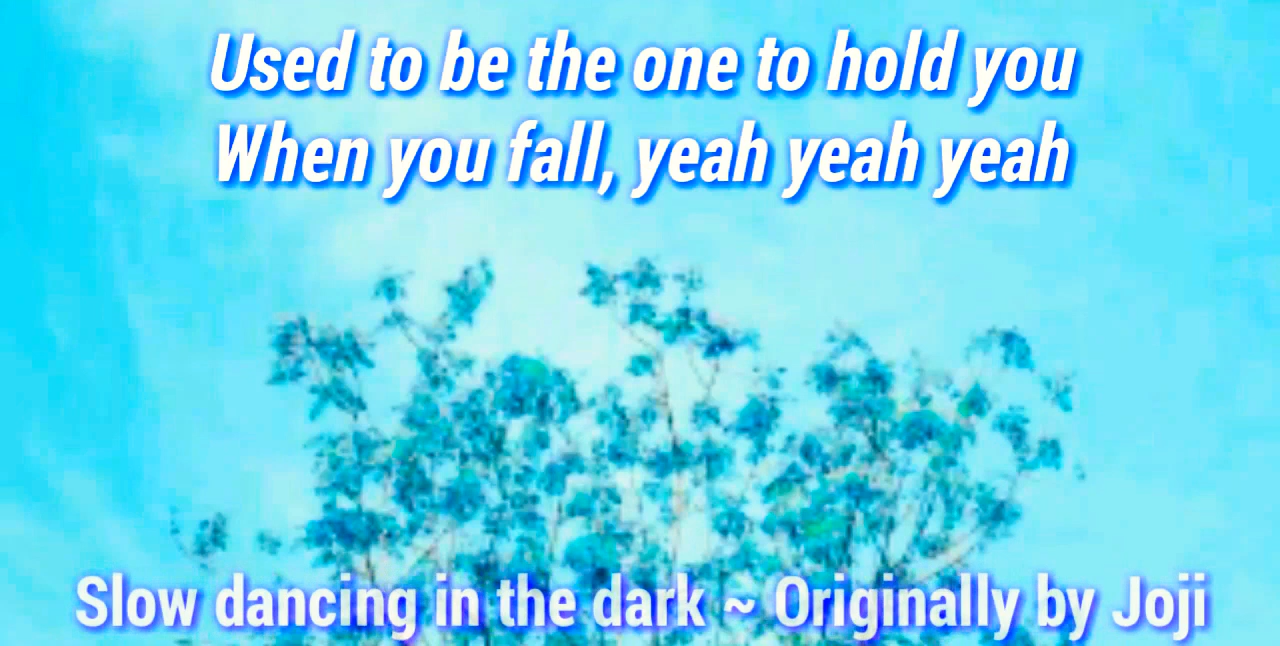 Used to be the one to hold you
When you fall, yeah yeah yeah
Slow dancing in the dark ~ Originally by Joji